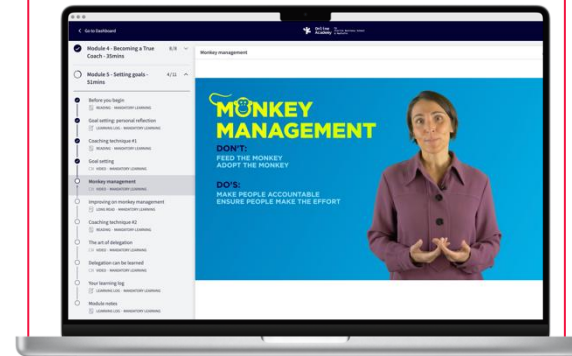 Go to Dashboard
Online Academy
Module 4 - Becoming a True Coach - 35mins
8/8
Module 5 - Setting goals - 51mins
4/11
Before you begin
READING - MANDATORY LEARNING
Goal setting: personal reflection
LEARNING LOG - MANDATORY LEARNING
Coaching technique #1
READING - MANDATORY LEARNING
Goal setting
VIDEO - MANDATORY LEARNING
Monkey management
VIDEO - MANDATORY LEARNING
Improving on monkey management
LONG READ - MANDATORY LEARNING
Coaching technique #2
READING - MANDATORY LEARNING
The art of delegation
VIDEO - MANDATORY LEARNING
Delegation can be learned
VIDEO - MANDATORY LEARNING
Your learning log
LEARNING LOG - MANDATORY LEARNING
Module notes
LEARNING LOG - MANDATORY LEARNING
Monkey management
MONKEY
MANAGEMENT
DON'T:
FEED THE MONKEY
ADOPT THE MONKEY
DO'S:
MAKE PEOPLE ACCOUNTABLE
ENSURE PEOPLE MAKE THE EFFORT